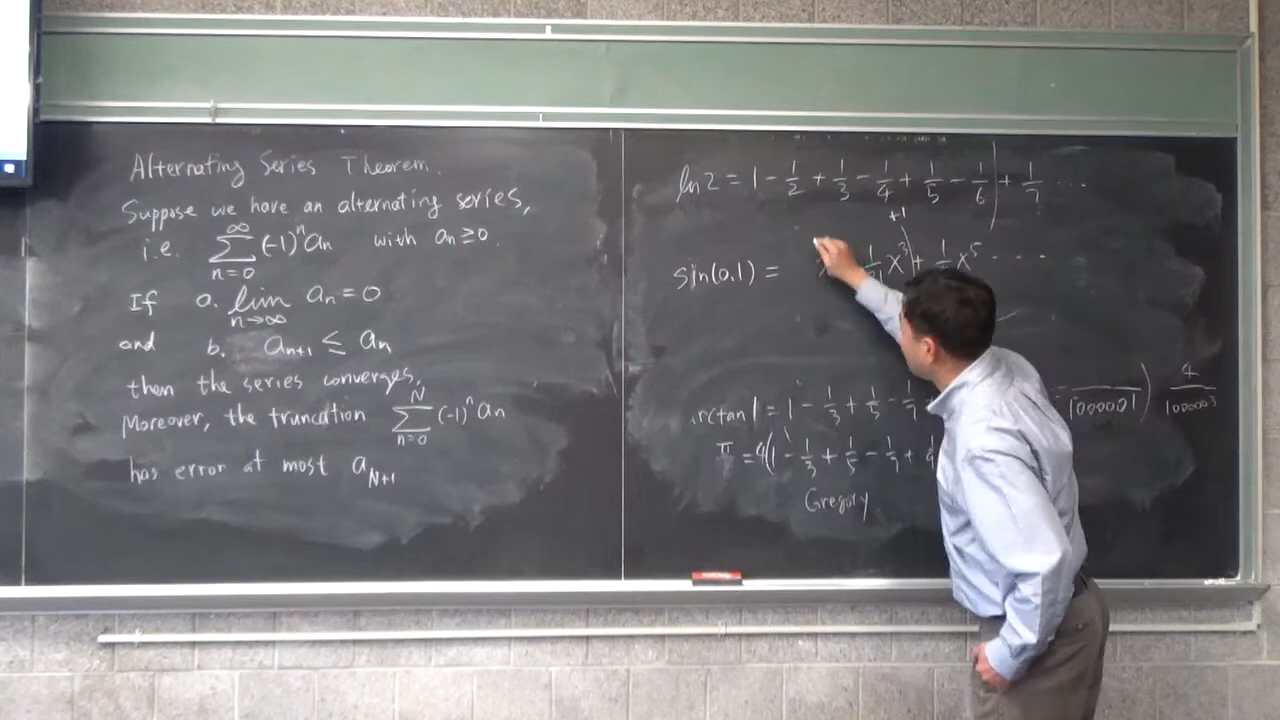 Alternating Series Theorem.
Suppose we have an alternating series,
i.e. ∑_{n=0}^{∞} (-1)^n a_n with a_n ≥ 0.
If a. lim_{n→∞} a_n = 0
and b. a_{n+1} ≤ a_n
then the series converges.
Moreover, the truncation ∑_{n=0}^{N} (-1)^n a_n
has error at most a_{N+1}
ln 2 = 1 - 1/2 + 1/3 - 1/4 + 1/5 - 1/6 + 1/7 ...
+1
sin(0.1) = x^3 + x^5 ...
arctan 1 = 1 - 1/3 + 1/5 - 1/7 1000001) 4/1000003
π = 4(1 - 1/3 + 1/5 - 1/7 +
Gregory